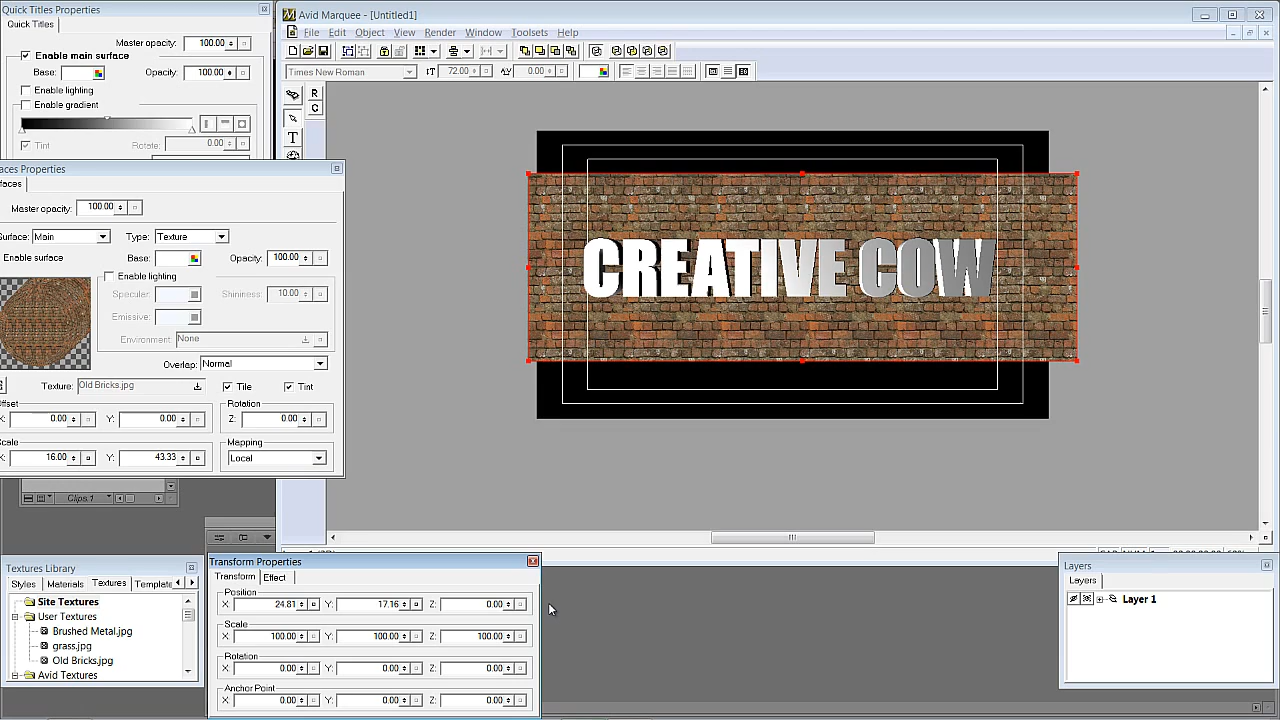 Quick Titles Properties
Quick Titles
Master opacity: 100.00
Enable main surface
Base: Opacity: 100.00
Enable lighting
Enable gradient
Tint Rotate: 0.00
aces Properties
faces
Master opacity: 100.00
Surface: Main Type: Texture
Enable surface Base: Opacity: 100.00
Enable lighting
Specular: Shininess: 10.00
Emissive:
Environment: None
Overlap: Normal
Texture: Old Bricks.jpg Tile Tint
Offset Rotation
X: 0.00 Y: 0.00 Z: 0.00
Scale Mapping
X: 16.00 Y: 43.33 Local
Clips.1
Avid Marquee - [Untitled1]
File Edit Object View Render Window Toolsets Help
Times New Roman 72.00 AV 0.00
R
C
T
CREATIVE COW
Textures Library
Styles Materials Textures Template
Site Textures
User Textures
Brushed Metal.jpg
grass.jpg
Old Bricks.jpg
Avid Textures
Transform Properties
Transform Effect
Position
X 24.81 Y: 17.16 Z: 0.00
Scale
X 100.00 Y: 100.00 Z: 100.00
Rotation
X 0.00 Y: 0.00 Z: 0.00
Anchor Point
X 0.00 Y: 0.00 Z: 0.00
Layers
Layers
Layer 1